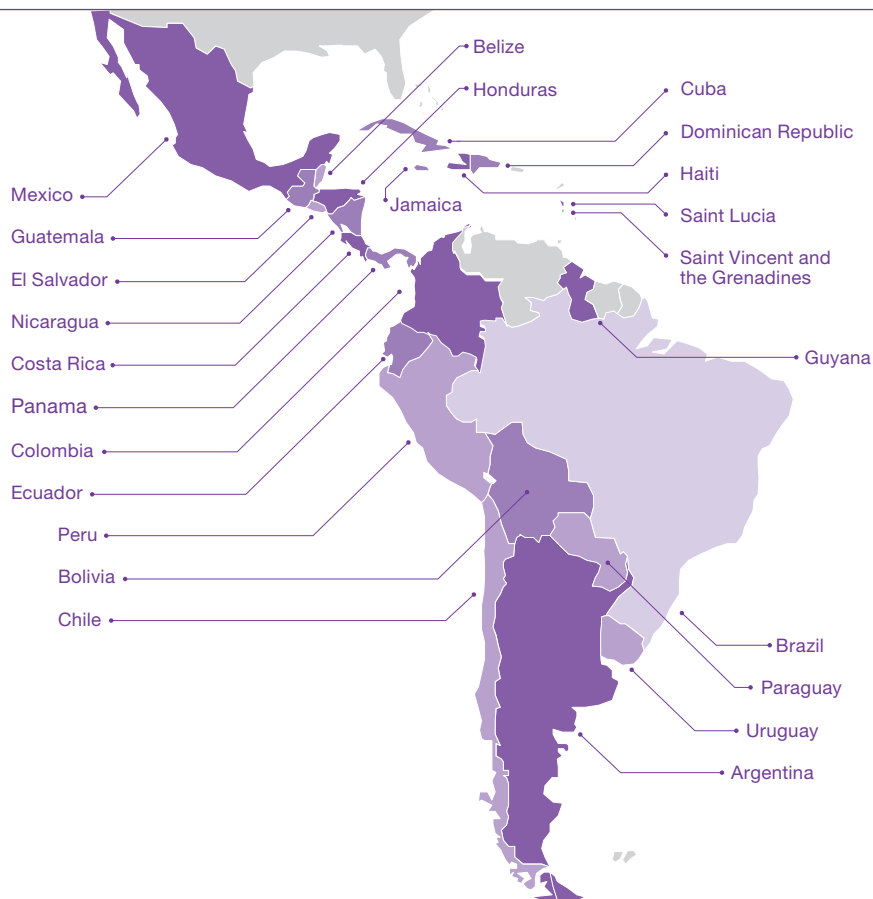 Belize
Honduras
Cuba
Dominican Republic
Haiti
Jamaica
Saint Lucia
Saint Vincent and
the Grenadines
Mexico
Guatemala
El Salvador
Nicaragua
Costa Rica
Panama
Colombia
Ecuador
Peru
Bolivia
Chile
Guyana
Brazil
Paraguay
Uruguay
Argentina